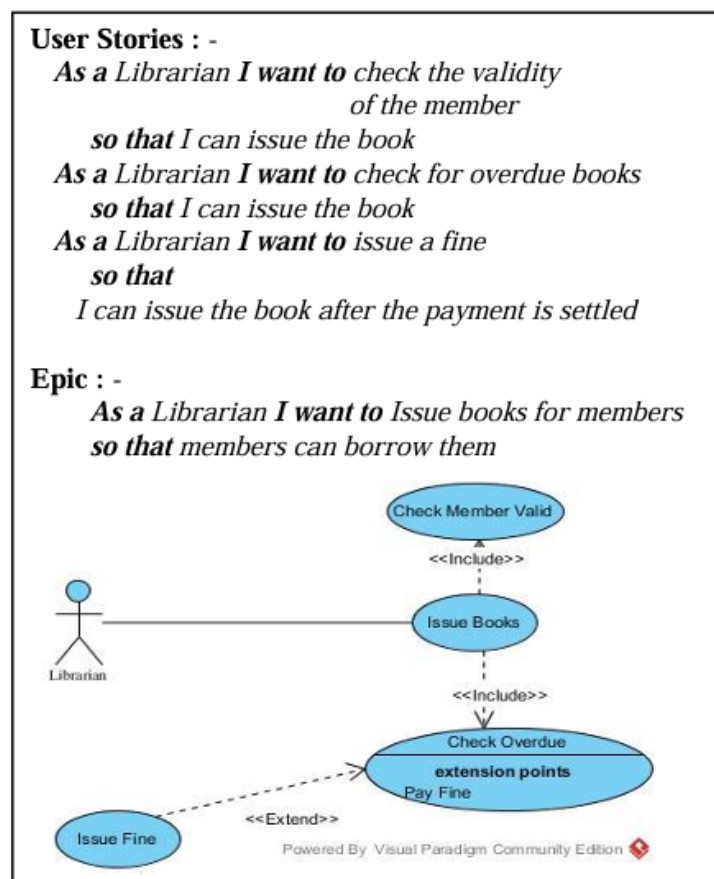 User Stories : -
As a Librarian I want to check the validity
of the member
so that I can issue the book
As a Librarian I want to check for overdue books
so that I can issue the book
As a Librarian I want to issue a fine
so that
I can issue the book after the payment is settled
Epic : -
As a Librarian I want to Issue books for members
so that members can borrow them
Check Member Valid
<<Include>>
Issue Books
Librarian
<<Include>>
Check Overdue
extension points
Pay Fine
<<Extend>>
Issue Fine
Powered By Visual Paradigm Community Edition